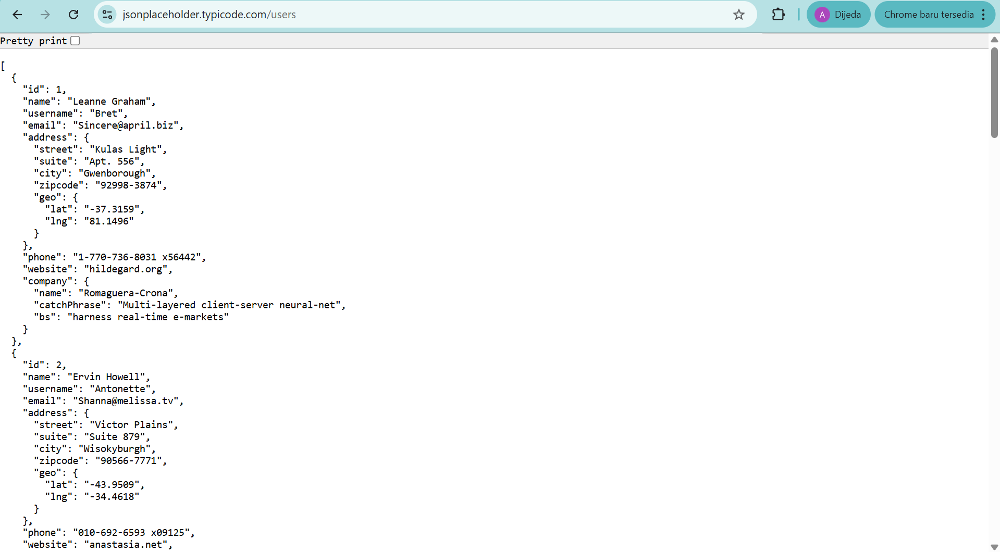 jsonplaceholder.typicode.com/users
A Dijeda
Chrome baru tersedia
Pretty print
[
  {
    "id": 1,
    "name": "Leanne Graham",
    "username": "Bret",
    "email": "Sincere@april.biz",
    "address": {
      "street": "Kulas Light",
      "suite": "Apt. 556",
      "city": "Gwenborough",
      "zipcode": "92998-3874",
      "geo": {
        "lat": "-37.3159",
        "lng": "81.1496"
      }
    },
    "phone": "1-770-736-8031 x56442",
    "website": "hildegard.org",
    "company": {
      "name": "Romaguera-Crona",
      "catchPhrase": "Multi-layered client-server neural-net",
      "bs": "harness real-time e-markets"
    }
  },
  {
    "id": 2,
    "name": "Ervin Howell",
    "username": "Antonette",
    "email": "Shanna@melissa.tv",
    "address": {
      "street": "Victor Plains",
      "suite": "Suite 879",
      "city": "Wisokyburgh",
      "zipcode": "90566-7771",
      "geo": {
        "lat": "-43.9509",
        "lng": "-34.4618"
      }
    },
    "phone": "010-692-6593 x09125",
    "website": "anastasia.net",